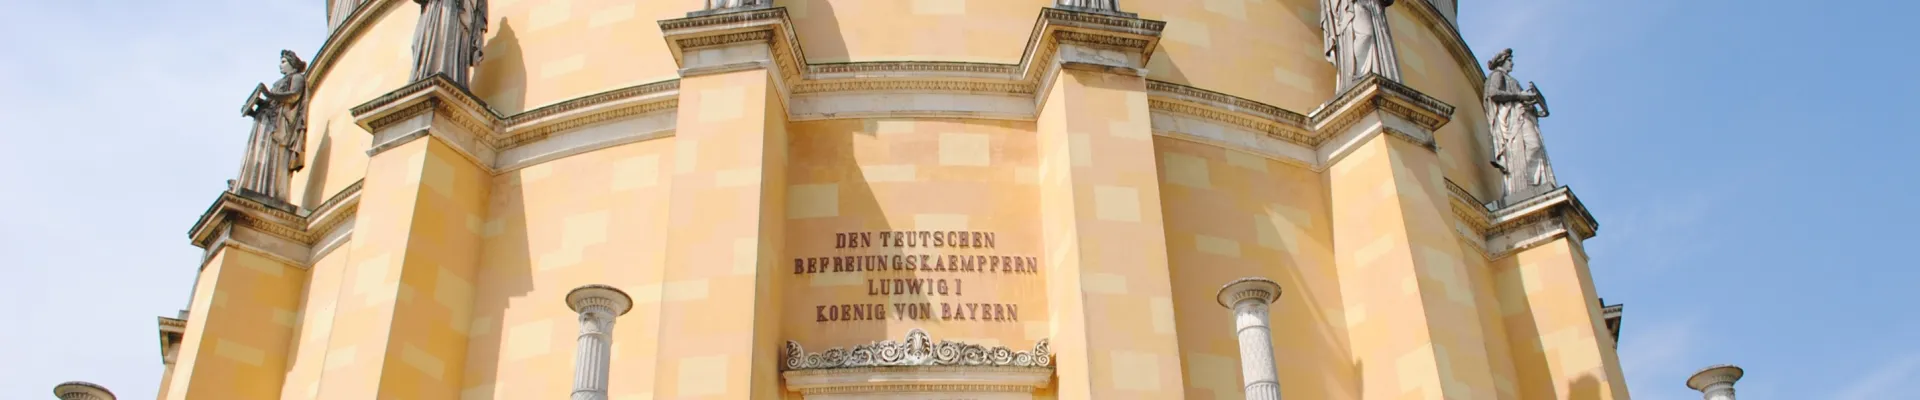 DEN TEUTSCHEN
BEFREIUNGSKAEMPFERN
LUDWIG I
KOENIG VON BAYERN